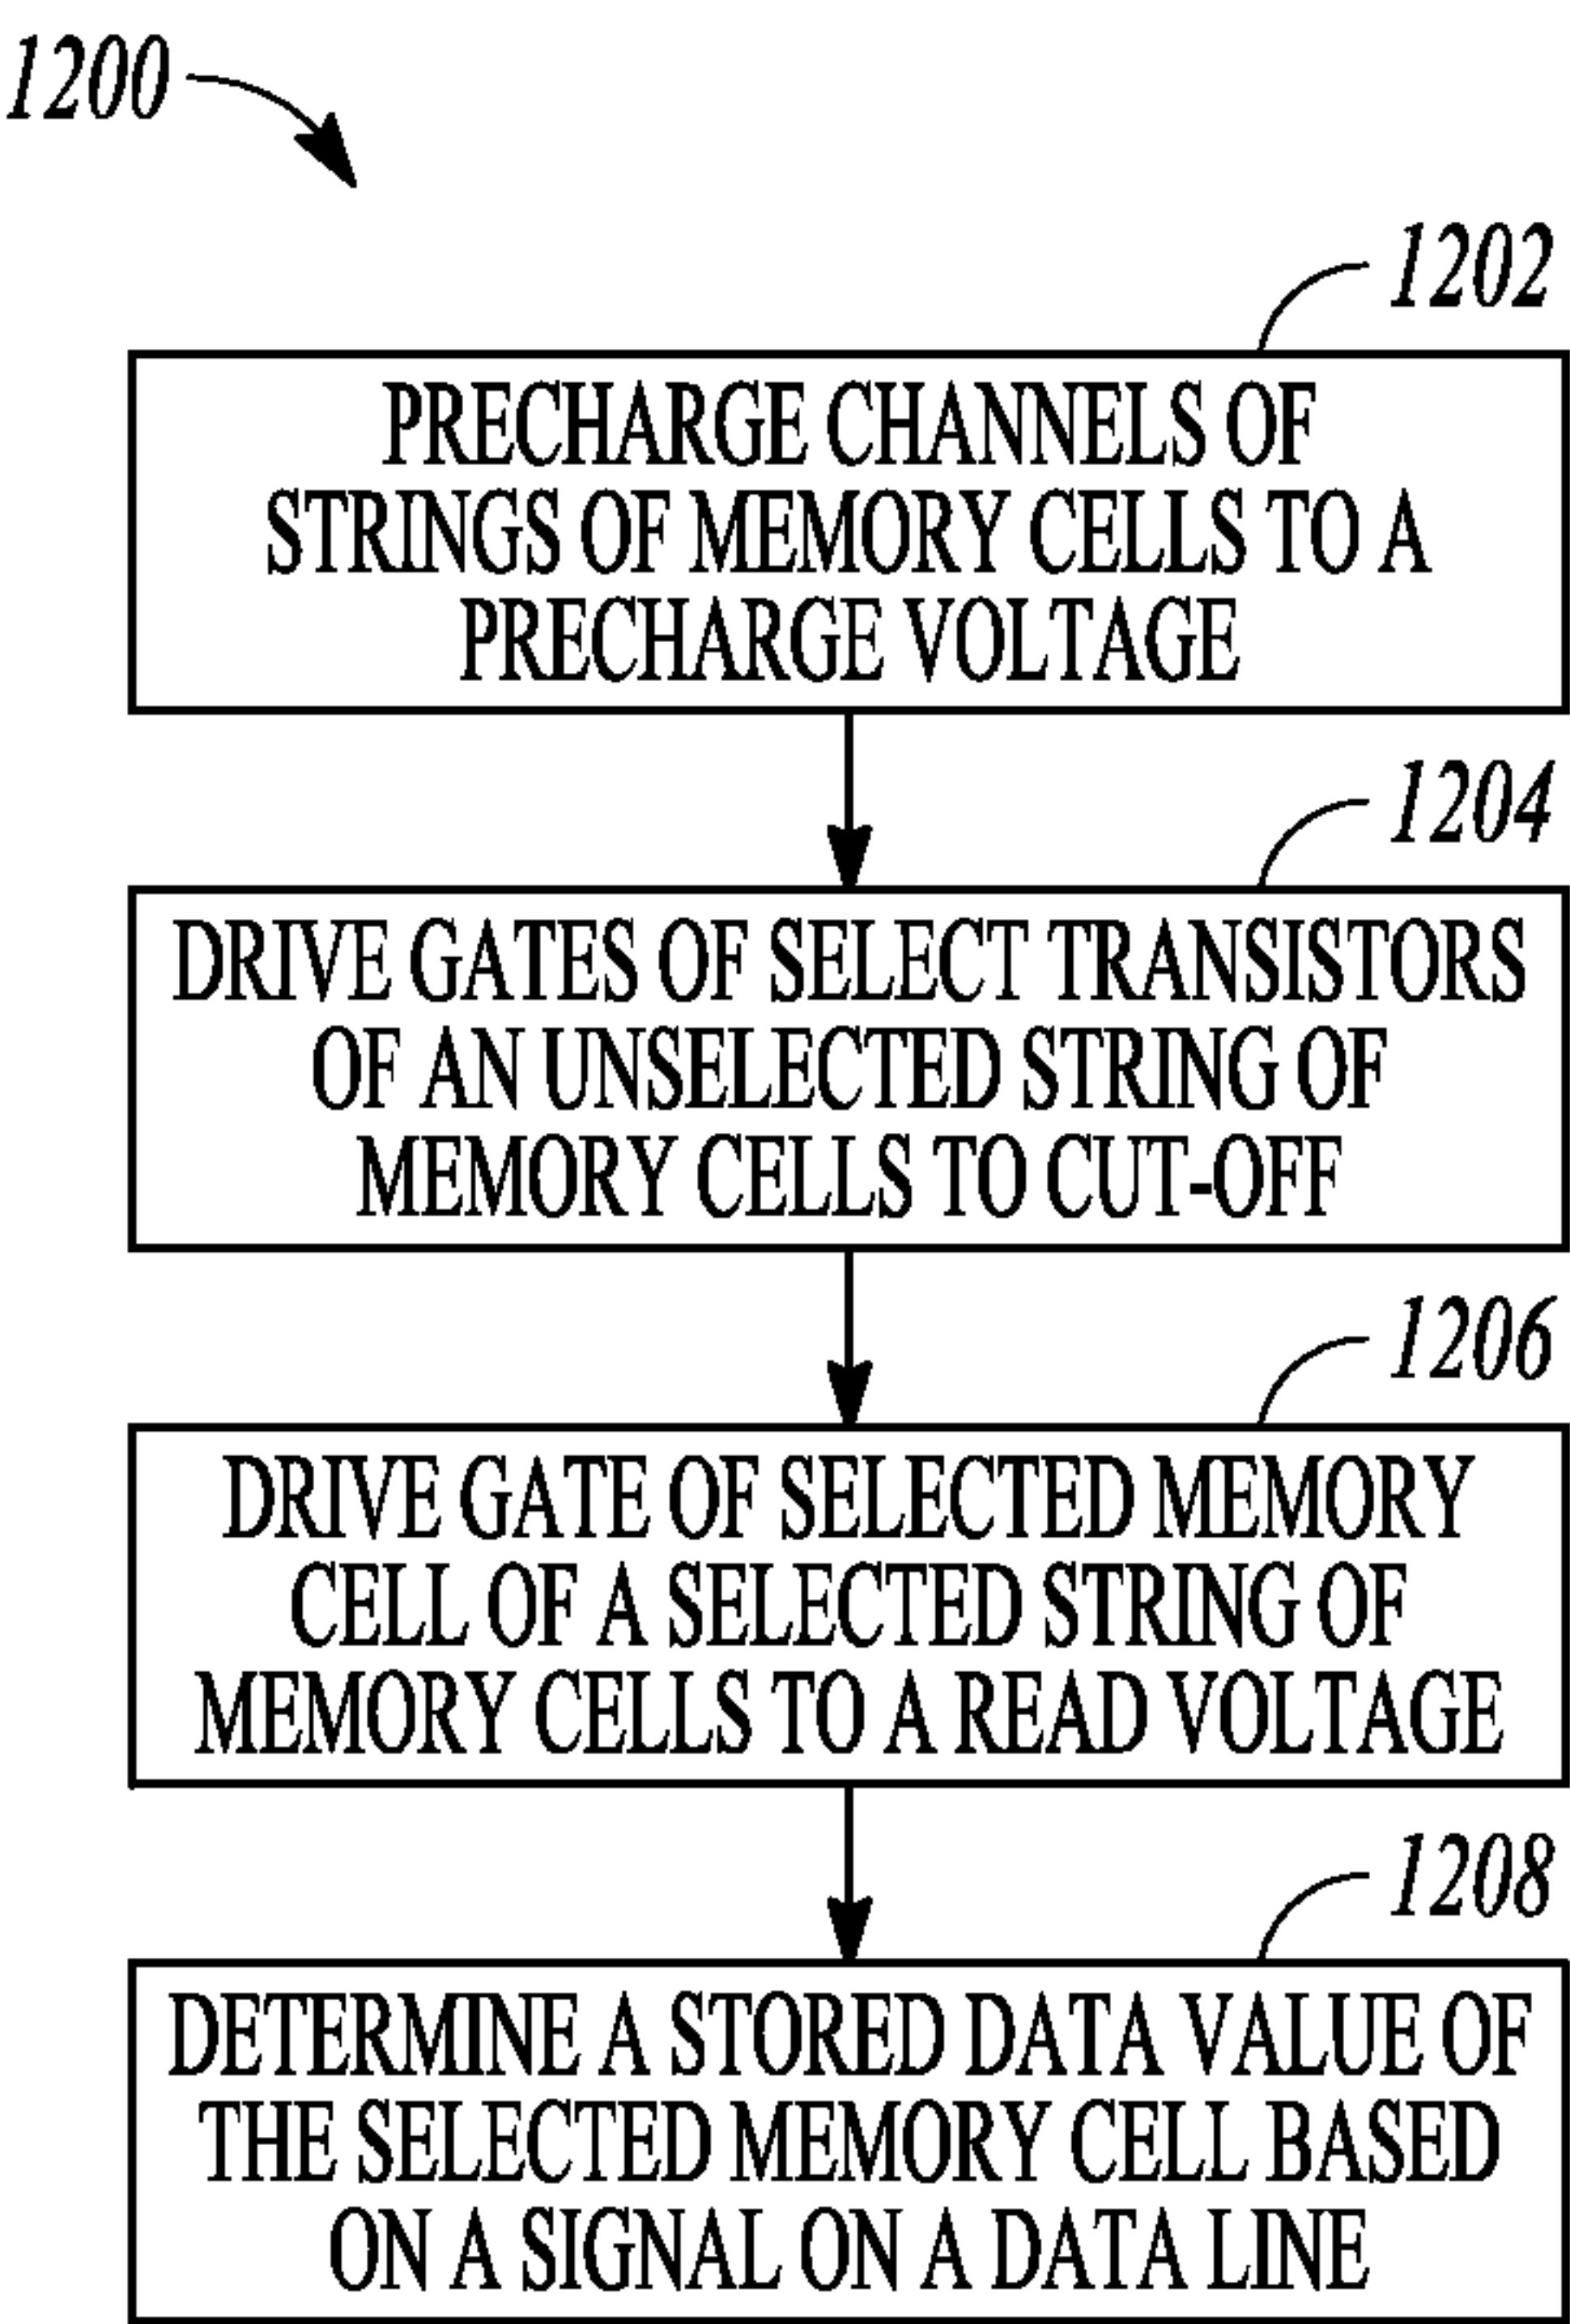 1200
1202
PRECHARGE CHANNELS OF
STRINGS OF MEMORY CELLS TO A
PRECHARGE VOLTAGE
1204
DRIVE GATES OF SELECT TRANSISTORS
OF AN UNSELECTED STRING OF
MEMORY CELLS TO CUT-OFF
1206
DRIVE GATE OF SELECTED MEMORY
CELL OF A SELECTED STRING OF
MEMORY CELLS TO A READ VOLTAGE
1208
DETERMINE A STORED DATA VALUE OF
THE SELECTED MEMORY CELL BASED
ON A SIGNAL ON A DATA LINE